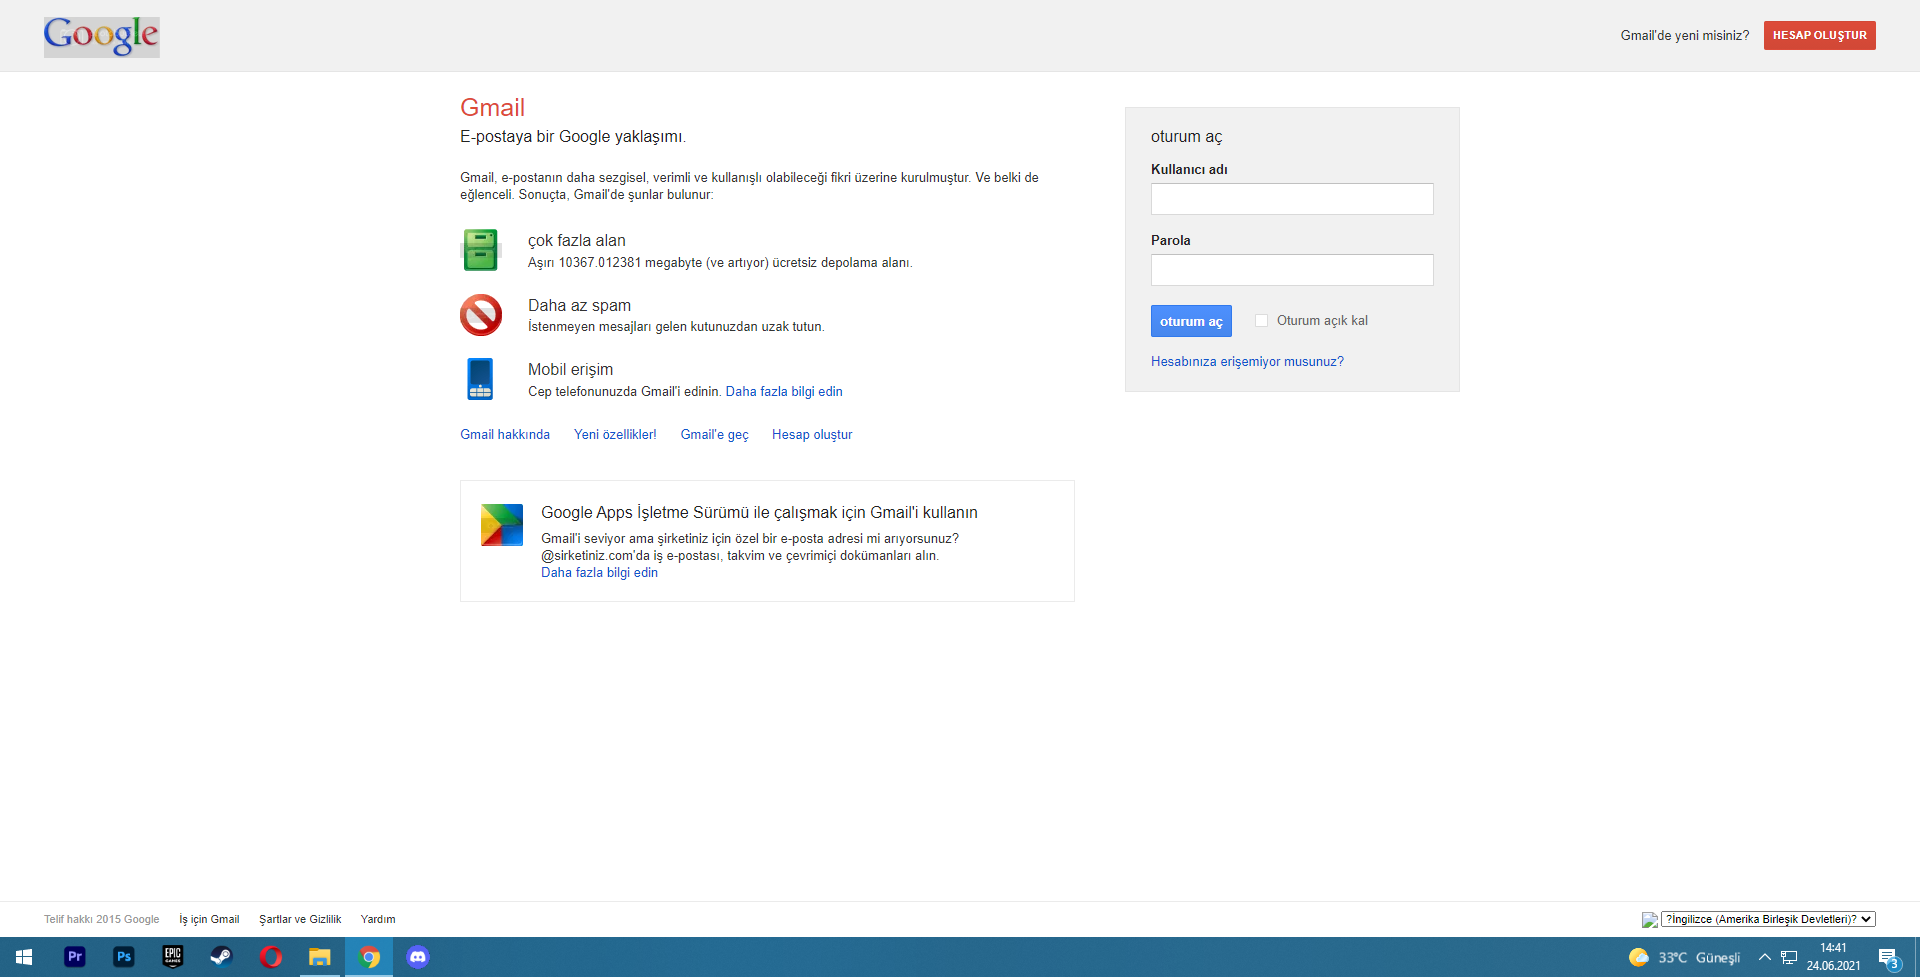 Google
Gmail'de yeni misiniz?
HESAP OLUŞTUR
Gmail
E-postaya bir Google yaklaşımı.
Gmail, e-postanın daha sezgisel, verimli ve kullanışlı olabileceği fikri üzerine kurulmuştur. Ve belki de
eğlenceli. Sonuçta, Gmail'de şunlar bulunur:
çok fazla alan
Aşırı 10367.012381 megabyte (ve artıyor) ücretsiz depolama alanı.
Daha az spam
İstenmeyen mesajları gelen kutunuzdan uzak tutun.
Mobil erişim
Cep telefonunuzda Gmail'i edinin. Daha fazla bilgi edin
Gmail hakkında Yeni özellikler! Gmail'e geç Hesap oluştur
Google Apps İşletme Sürümü ile çalışmak için Gmail'i kullanın
Gmail'i seviyor ama şirketiniz için özel bir e-posta adresi mi arıyorsunuz?
@sirketiniz.com'da iş e-postası, takvim ve çevrimiçi dokümanları alın.
Daha fazla bilgi edin
oturum aç
Kullanıcı adı
Parola
oturum aç
Oturum açık kal
Hesabınıza erişemiyor musunuz?
Telif hakkı 2015 Google İş için Gmail Şartlar ve Gizlilik Yardım
?İngilizce (Amerika Birleşik Devletleri)?
Pr
Ps
EPIC
GAMES
33°C Güneşli
14:41
24.06.2021
3